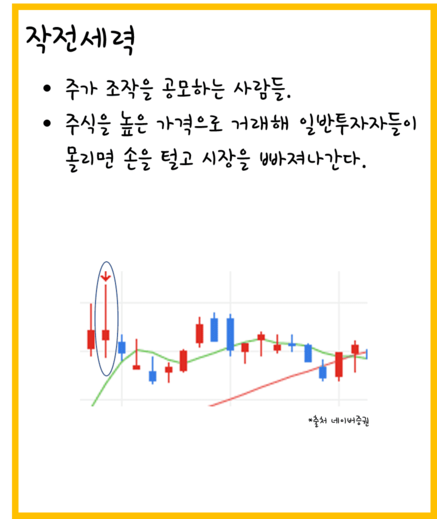 작전세력
• 주가 조작을 공모하는 사람들.
• 주식을 높은 가격으로 거래해 일반투자자들이
몰리면 손을 털고 시장을 빠져나간다.
*출처 네이버증권